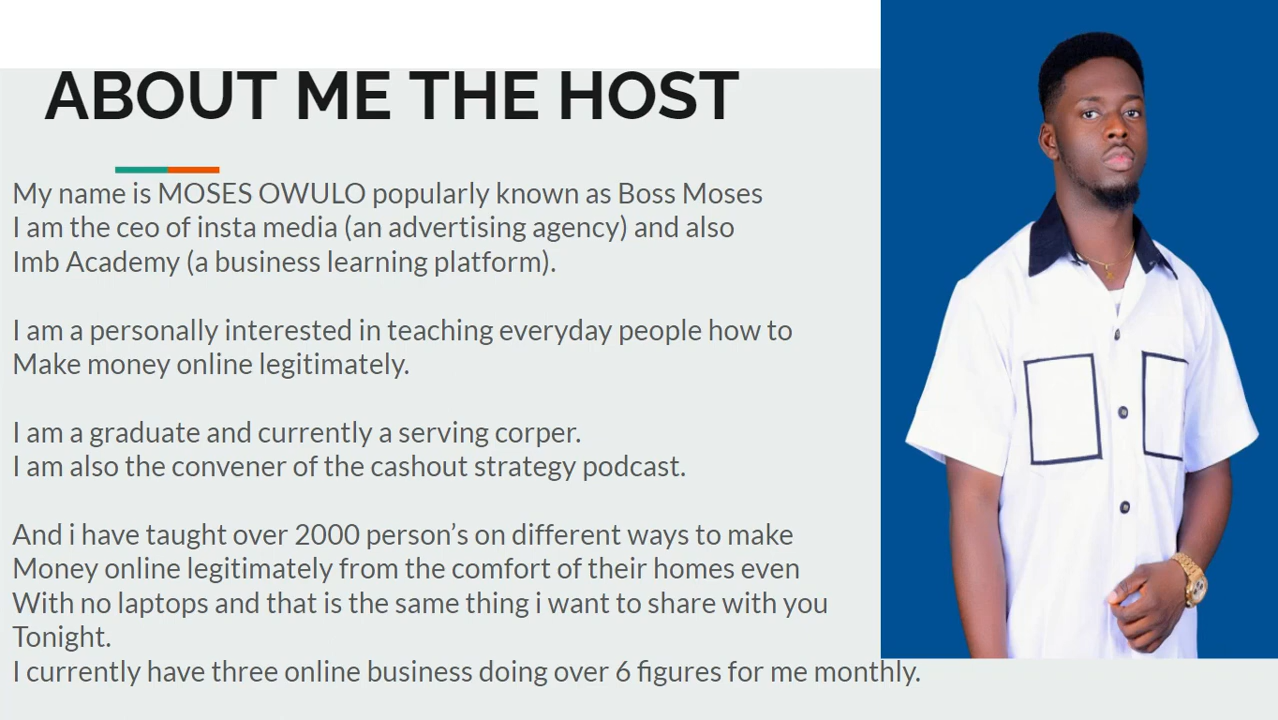 ABOUT ME THE HOST
My name is MOSES OWULO popularly known as Boss Moses
I am the ceo of insta media (an advertising agency) and also
Imb Academy (a business learning platform).
I am a personally interested in teaching everyday people how to
Make money online legitimately.
I am a graduate and currently a serving corper.
I am also the convener of the cashout strategy podcast.
And i have taught over 2000 person’s on different ways to make
Money online legitimately from the comfort of their homes even
With no laptops and that is the same thing i want to share with you
Tonight.
I currently have three online business doing over 6 figures for me monthly.